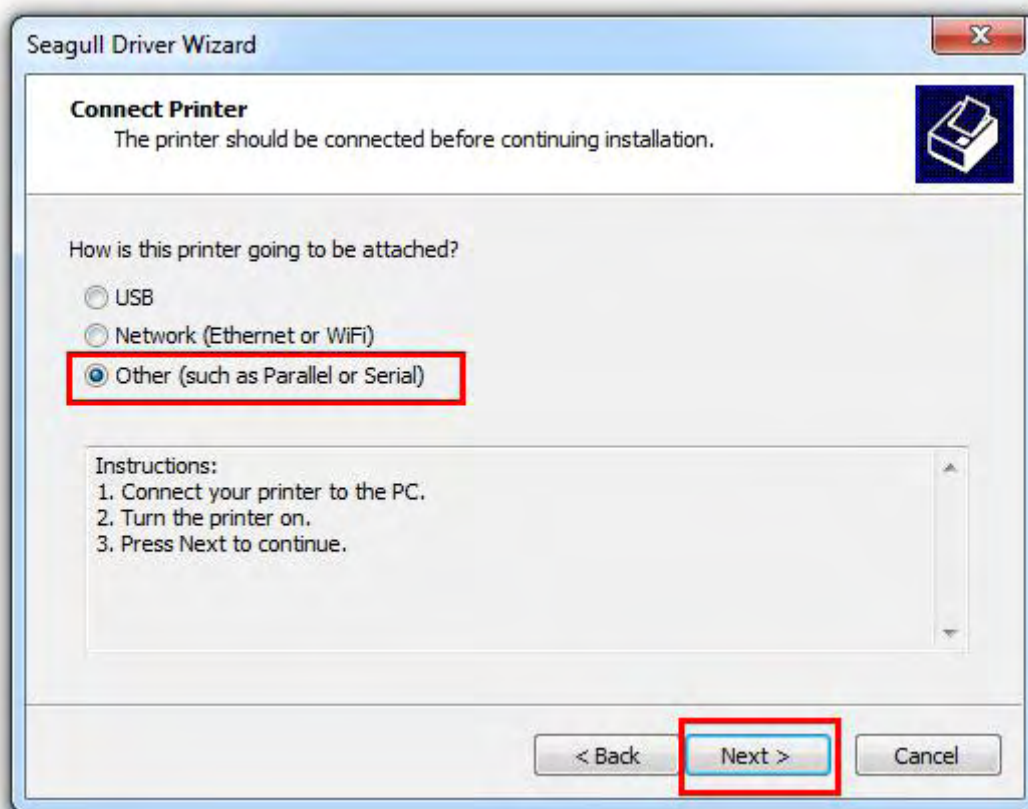 Seagull Driver Wizard
Connect Printer
The printer should be connected before continuing installation.
How is this printer going to be attached?
USB
Network (Ethernet or WiFi)
Other (such as Parallel or Serial)
Instructions:
1. Connect your printer to the PC.
2. Turn the printer on.
3. Press Next to continue.
< Back Next > Cancel